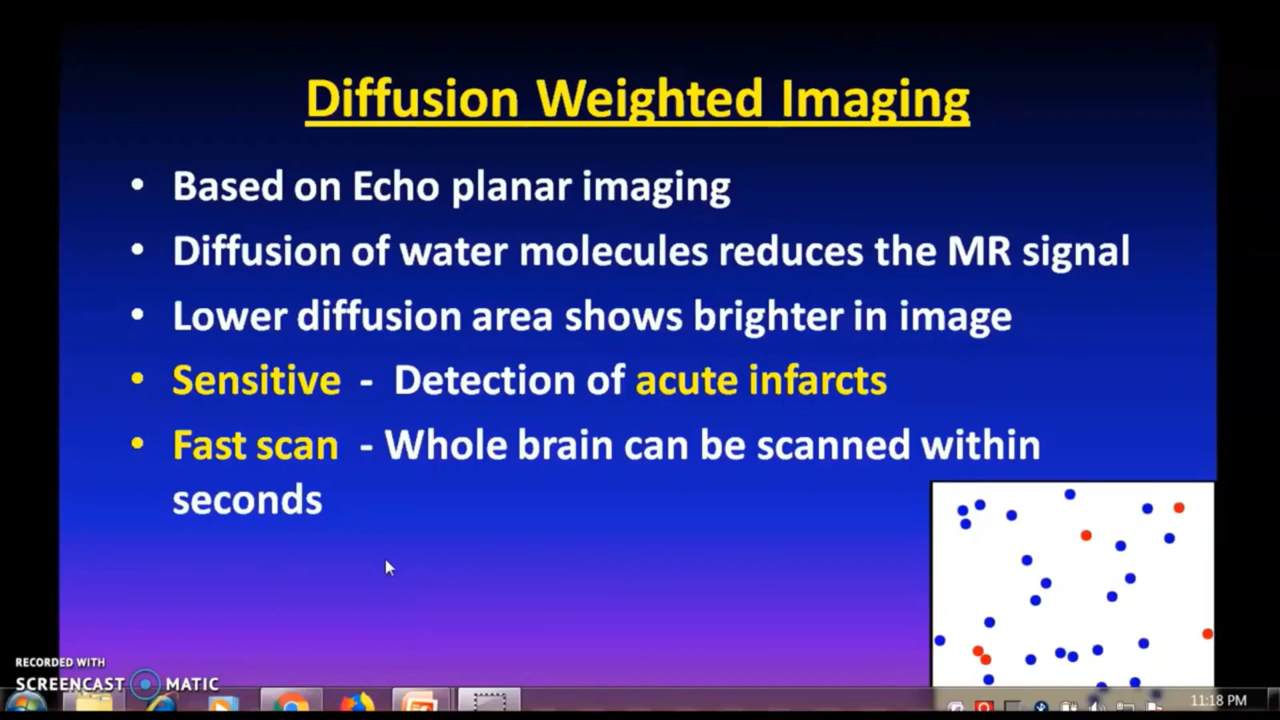 Diffusion Weighted Imaging
• Based on Echo planar imaging
• Diffusion of water molecules reduces the MR signal
• Lower diffusion area shows brighter in image
• Sensitive - Detection of acute infarcts
• Fast scan - Whole brain can be scanned within
seconds
RECORDED WITH
SCREENCAST MATIC
11:18 PM